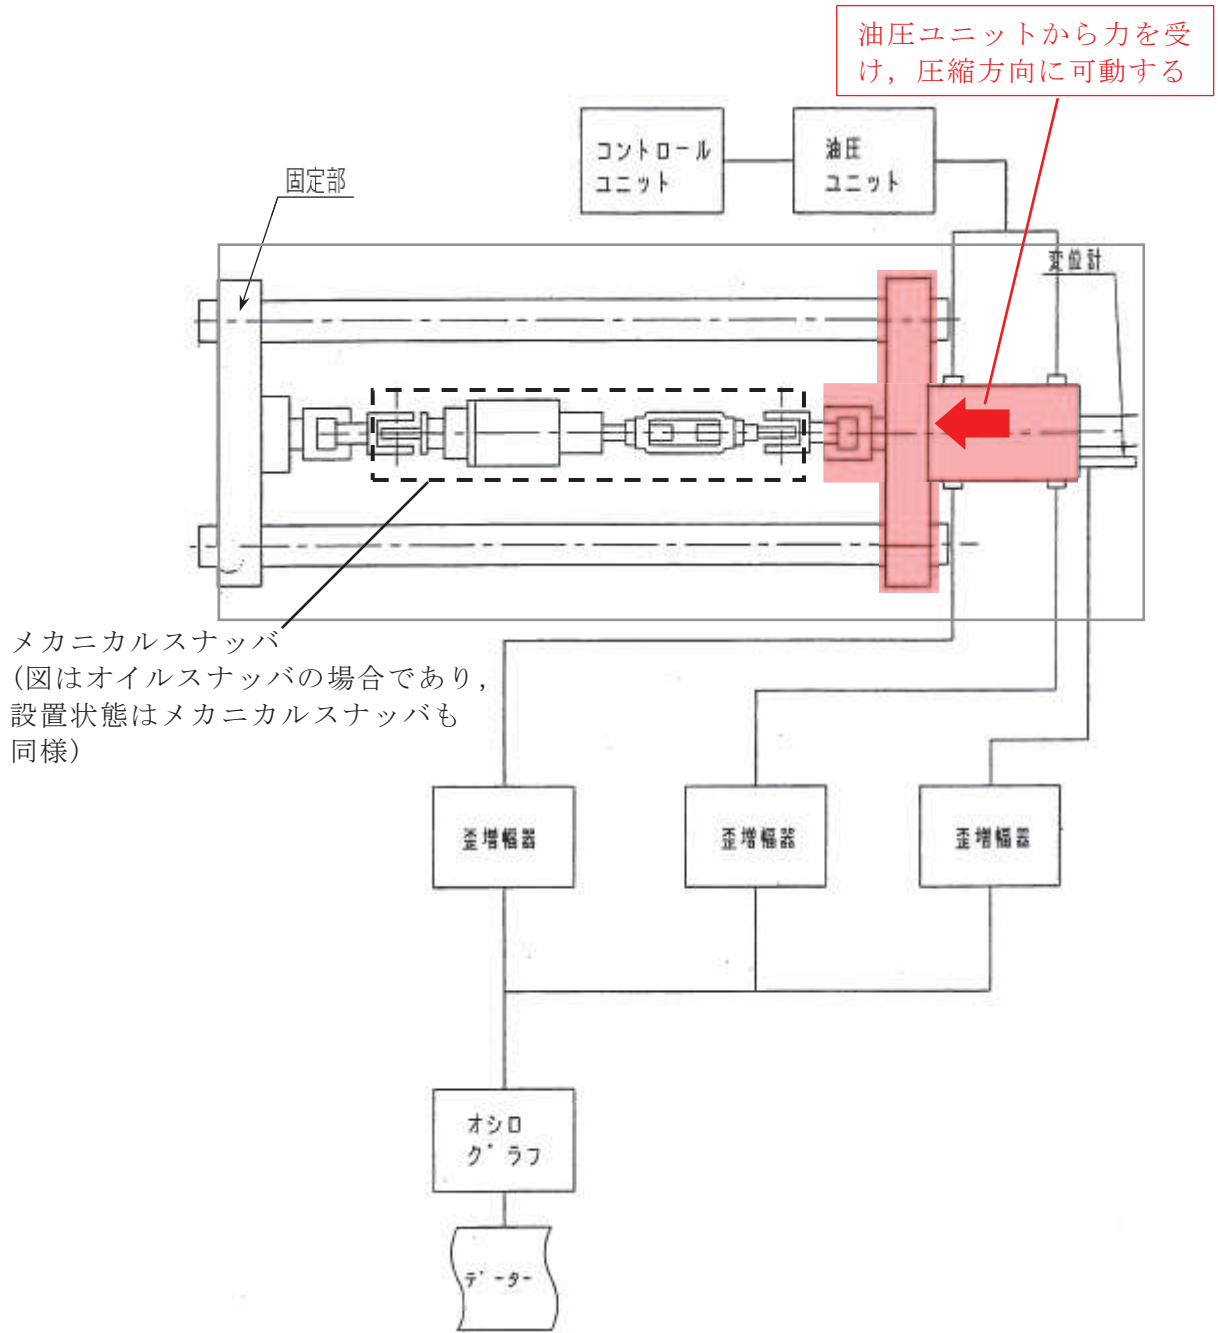 油圧ユニットから力を受
け，圧縮方向に可動する
コントロール
ユニット
油圧
ユニット
固定部
変位計
メカニカルスナッバ
(図はオイルスナッバの場合であり，
設置状態はメカニカルスナッバも
同様)
歪増幅器
歪増幅器
歪増幅器
オシロ
グラフ
データー